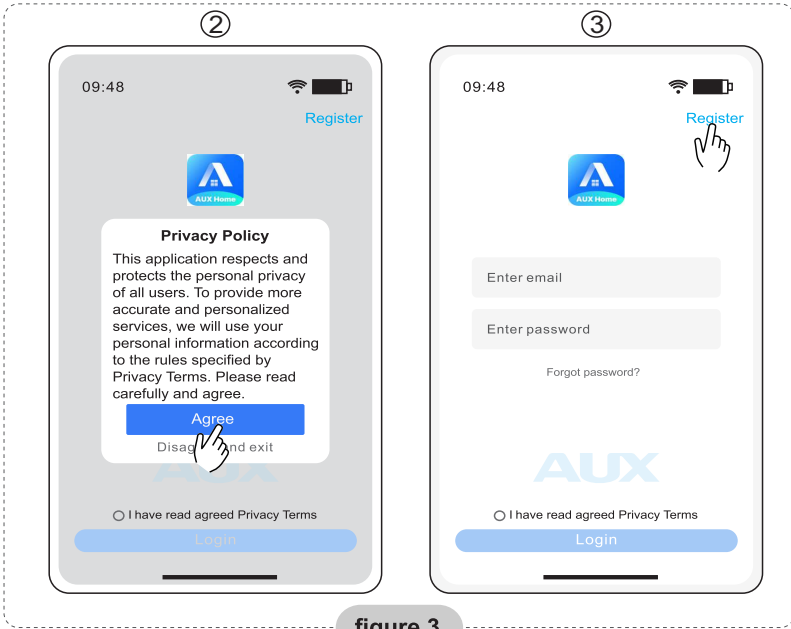 ②
09:48
Register
AUX Home
Privacy Policy
This application respects and
protects the personal privacy
of all users. To provide more
accurate and personalized
services, we will use your
personal information according
to the rules specified by
Privacy Terms. Please read
carefully and agree.
Agree
Disag nd exit
AUX
I have read agreed Privacy Terms
Login
③
09:48
Register
AUX Home
Enter email
Enter password
Forgot password?
AUX
I have read agreed Privacy Terms
Login
figure 3